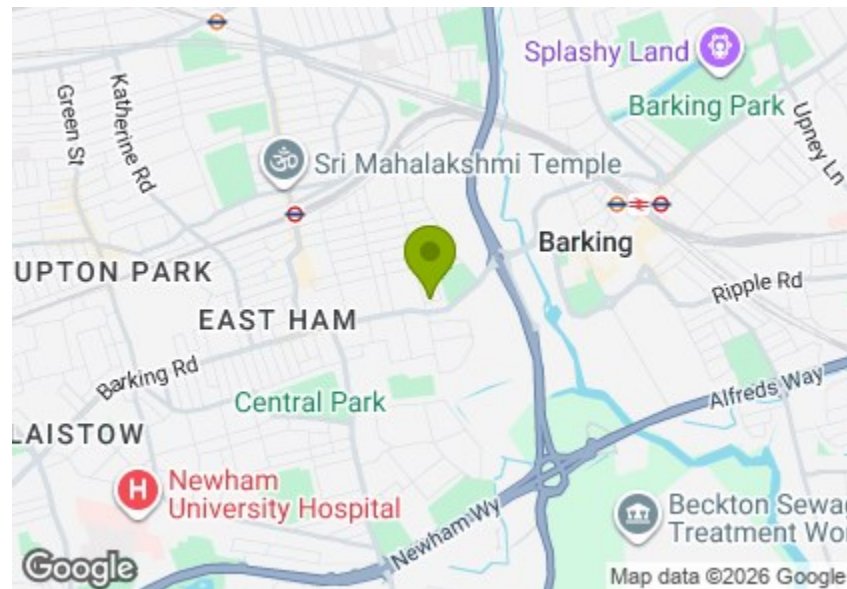 Splashy Land
Barking Park
Upney Ln
Green St
Katherine Rd
Sri Mahalakshmi Temple
Barking
UPTON PARK
Ripple Rd
EAST HAM
Barking Rd
Alfreds Way
Central Park
LAISTOW
Newham
University Hospital
Newham Wy
Beckton Sewa
Treatment Wo
Google
Map data ©2026 Google